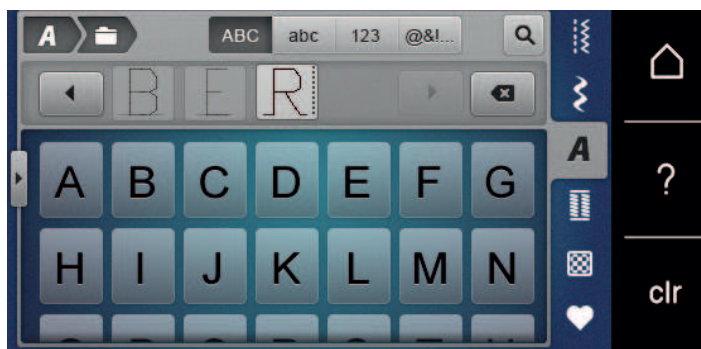 A ABC abc 123 @&!...
B E R
A
A B C D E F G
?
H I J K L M N
clr